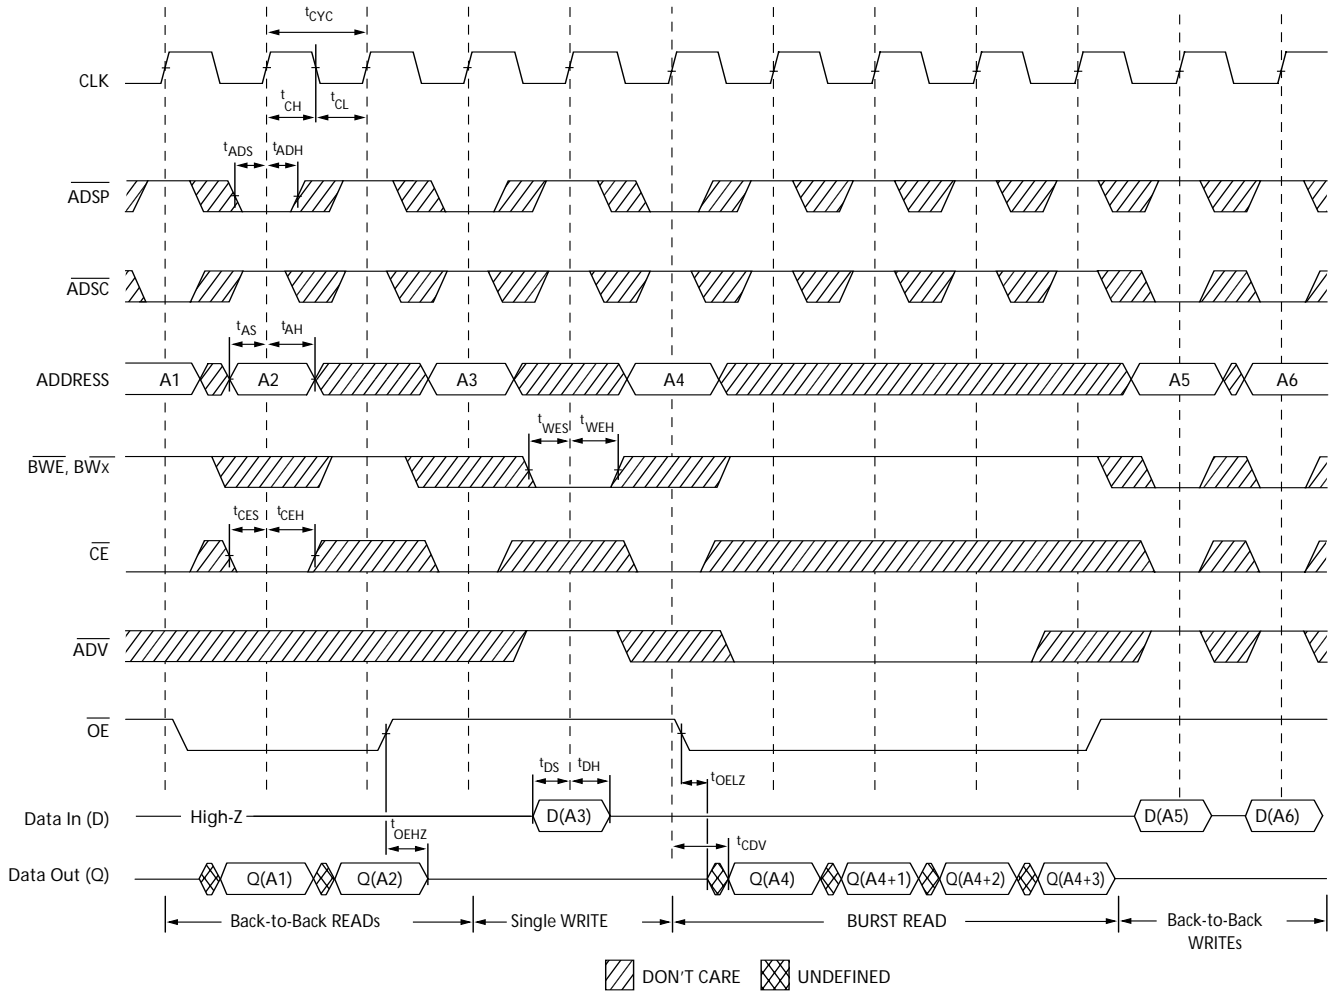 tCYC
CLK
tCH tCL
tADS tADH
ADSP
ADSC
tAS tAH
ADDRESS A1 A2 A3 A4 A5 A6
tWES tWEH
BWE, BWx
tCES tCEH
CE
ADV
OE
tDS tDH tOELZ
Data In (D) High-Z D(A3) D(A5) D(A6)
tOEHZ tCDV
Data Out (Q) Q(A1) Q(A2) Q(A4) Q(A4+1) Q(A4+2) Q(A4+3)
Back-to-Back READs Single WRITE BURST READ Back-to-Back
WRITEs
DON'T CARE UNDEFINED